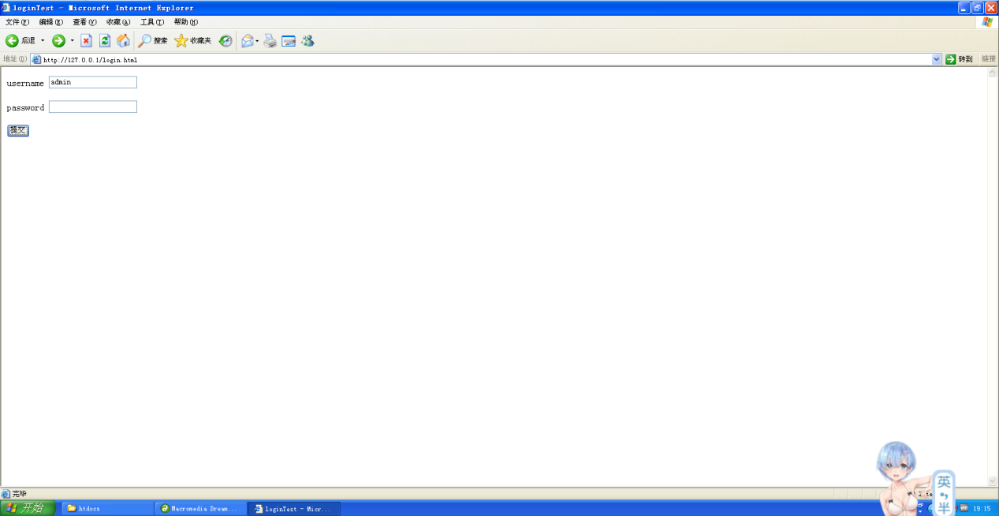 loginTest - Microsoft Internet Explorer
文件(F) 编辑(E) 查看(V) 收藏(A) 工具(T) 帮助(H)
后退 搜索 收藏夹
地址(D) http://127.0.0.1/login.html 转到 链接
username admin
password
提交
英
半
完毕
开始 htdocs Macromedia Dream... loginTest - Micr... 19:15